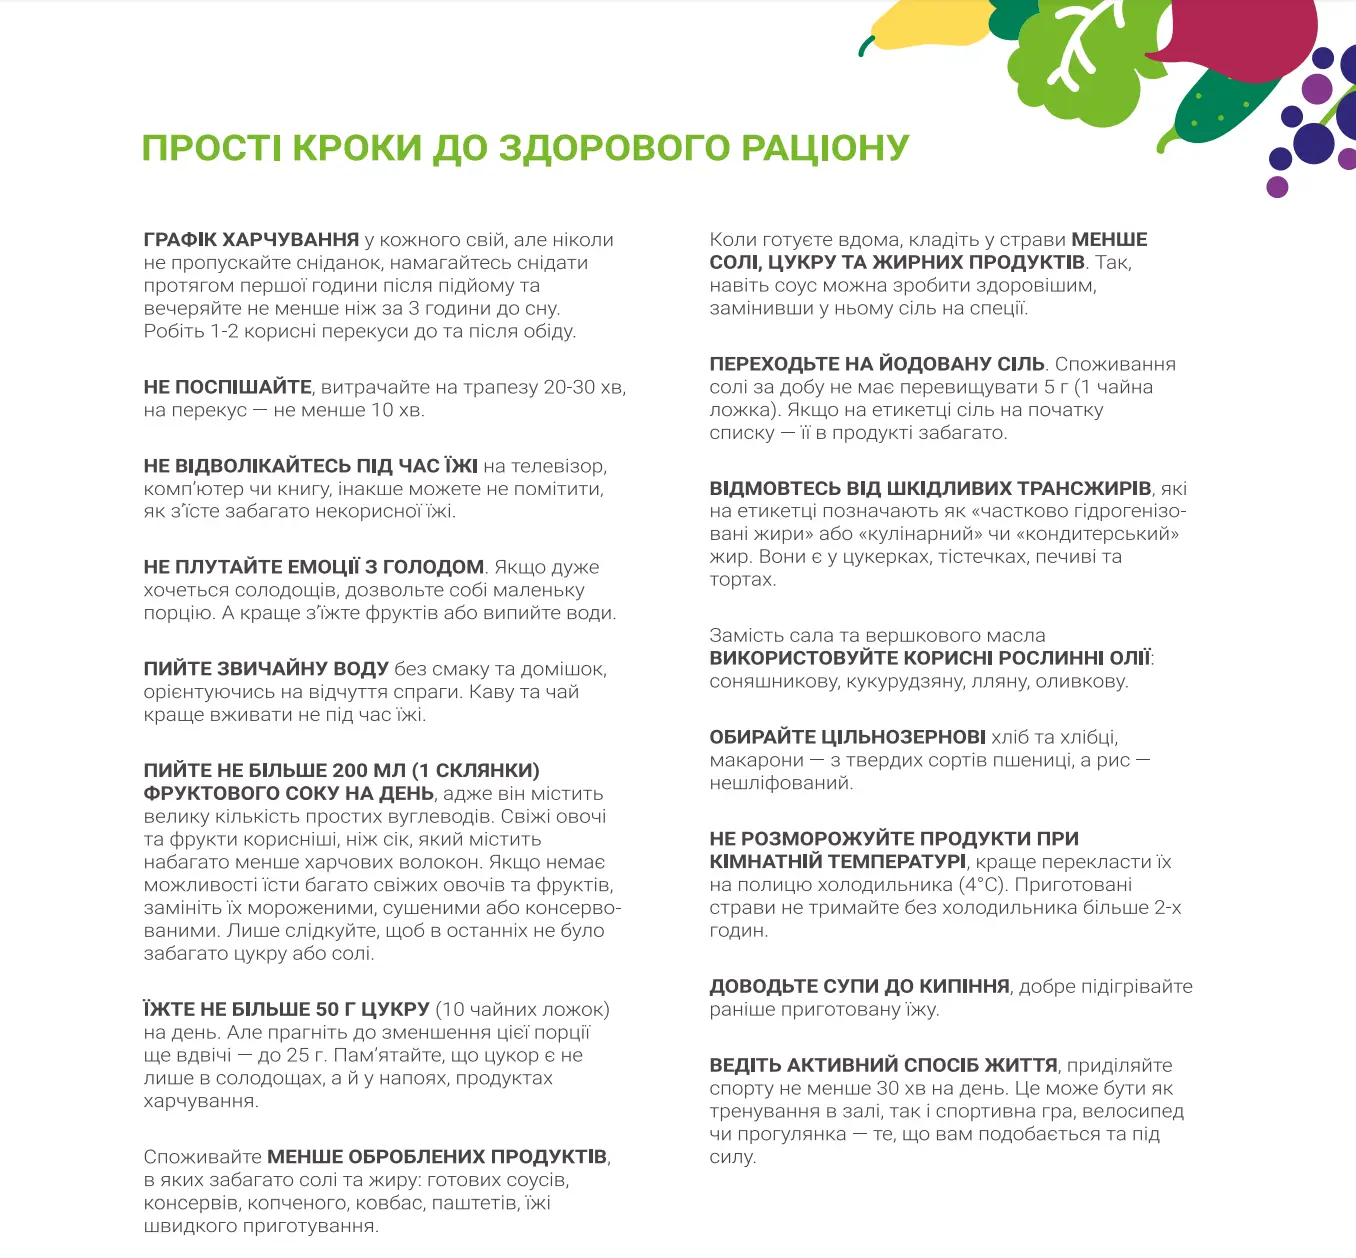 ПРОСТІ КРОКИ ДО ЗДОРОВОГО РАЦІОНУ
ГРАФІК ХАРЧУВАННЯ у кожного свій, але ніколи
не пропускайте сніданок, намагайтесь снідати
протягом першої години після підйому та
вечеряйте не менше ніж за 3 години до сну.
Робіть 1-2 корисні перекуси до та після обіду.
НЕ ПОСПІШАЙТЕ, витрачайте на трапезу 20-30 хв,
на перекус — не менше 10 хв.
НЕ ВІДВОЛІКАЙТЕСЬ ПІД ЧАС ЇЖІ на телевізор,
комп’ютер чи книгу, інакше можете не помітити,
як з’їсте забагато некорисної їжі.
НЕ ПЛУТАЙТЕ ЕМОЦІЇ З ГОЛОДОМ. Якщо дуже
хочеться солодощів, дозвольте собі маленьку
порцію. А краще з’їжте фруктів або випийте води.
ПИЙТЕ ЗВИЧАЙНУ ВОДУ без смаку та домішок,
орієнтуючись на відчуття спраги. Каву та чай
краще вживати не під час їжі.
ПИЙТЕ НЕ БІЛЬШЕ 200 МЛ (1 СКЛЯНКИ)
ФРУКТОВОГО СОКУ НА ДЕНЬ, адже він містить
велику кількість простих вуглеводів. Свіжі овочі
та фрукти корисніші, ніж сік, який містить
набагато менше харчових волокон. Якщо немає
можливості їсти багато свіжих овочів та фруктів,
замініть їх мороженими, сушеними або консерво-
ваними. Лише слідкуйте, щоб в останніх не було
забагато цукру або солі.
ЇЖТЕ НЕ БІЛЬШЕ 50 Г ЦУКРУ (10 чайних ложок)
на день. Але прагніть до зменшення цієї порції
ще вдвічі — до 25 г. Пам’ятайте, що цукор є не
лише в солодощах, а й у напоях, продуктах
харчування.
Споживайте МЕНШЕ ОБРОБЛЕНИХ ПРОДУКТІВ,
в яких забагато солі та жиру: готових соусів,
консервів, копченого, ковбас, паштетів, їжі
швидкого приготування.
Коли готуєте вдома, кладіть у страви МЕНШЕ
СОЛІ, ЦУКРУ ТА ЖИРНИХ ПРОДУКТІВ. Так,
навіть соус можна зробити здоровішим,
замінивши у ньому сіль на спеції.
ПЕРЕХОДЬТЕ НА ЙОДОВАНУ СІЛЬ. Споживання
солі за добу не має перевищувати 5 г (1 чайна
ложка). Якщо на етикетці сіль на початку
списку — її в продукті забагато.
ВІДМОВТЕСЬ ВІД ШКІДЛИВИХ ТРАНСЖИРІВ, які
на етикетці позначають як «частково гідрогенізо-
вані жири» або «кулінарний» чи «кондитерський»
жир. Вони є у цукерках, тістечках, печиві та
тортах.
Замість сала та вершкового масла
ВИКОРИСТОВУЙТЕ КОРИСНІ РОСЛИННІ ОЛІЇ:
соняшникову, кукурудзяну, лляну, оливкову.
ОБИРАЙТЕ ЦІЛЬНОЗЕРНОВІ хліб та хлібці,
макарони — з твердих сортів пшениці, а рис —
нешліфований.
НЕ РОЗМОРОЖУЙТЕ ПРОДУКТИ ПРИ
КІМНАТНІЙ ТЕМПЕРАТУРІ, краще перекласти їх
на полицю холодильника (4°C). Приготовані
страви не тримайте без холодильника більше 2-х
годин.
ДОВОДЬТЕ СУПИ ДО КИПІННЯ, добре підігрівайте
раніше приготовану їжу.
ВЕДІТЬ АКТИВНИЙ СПОСІБ ЖИТТЯ, приділяйте
спорту не менше 30 хв на день. Це може бути як
тренування в залі, так і спортивна гра, велосипед
чи прогулянка — те, що вам подобається та під
силу.